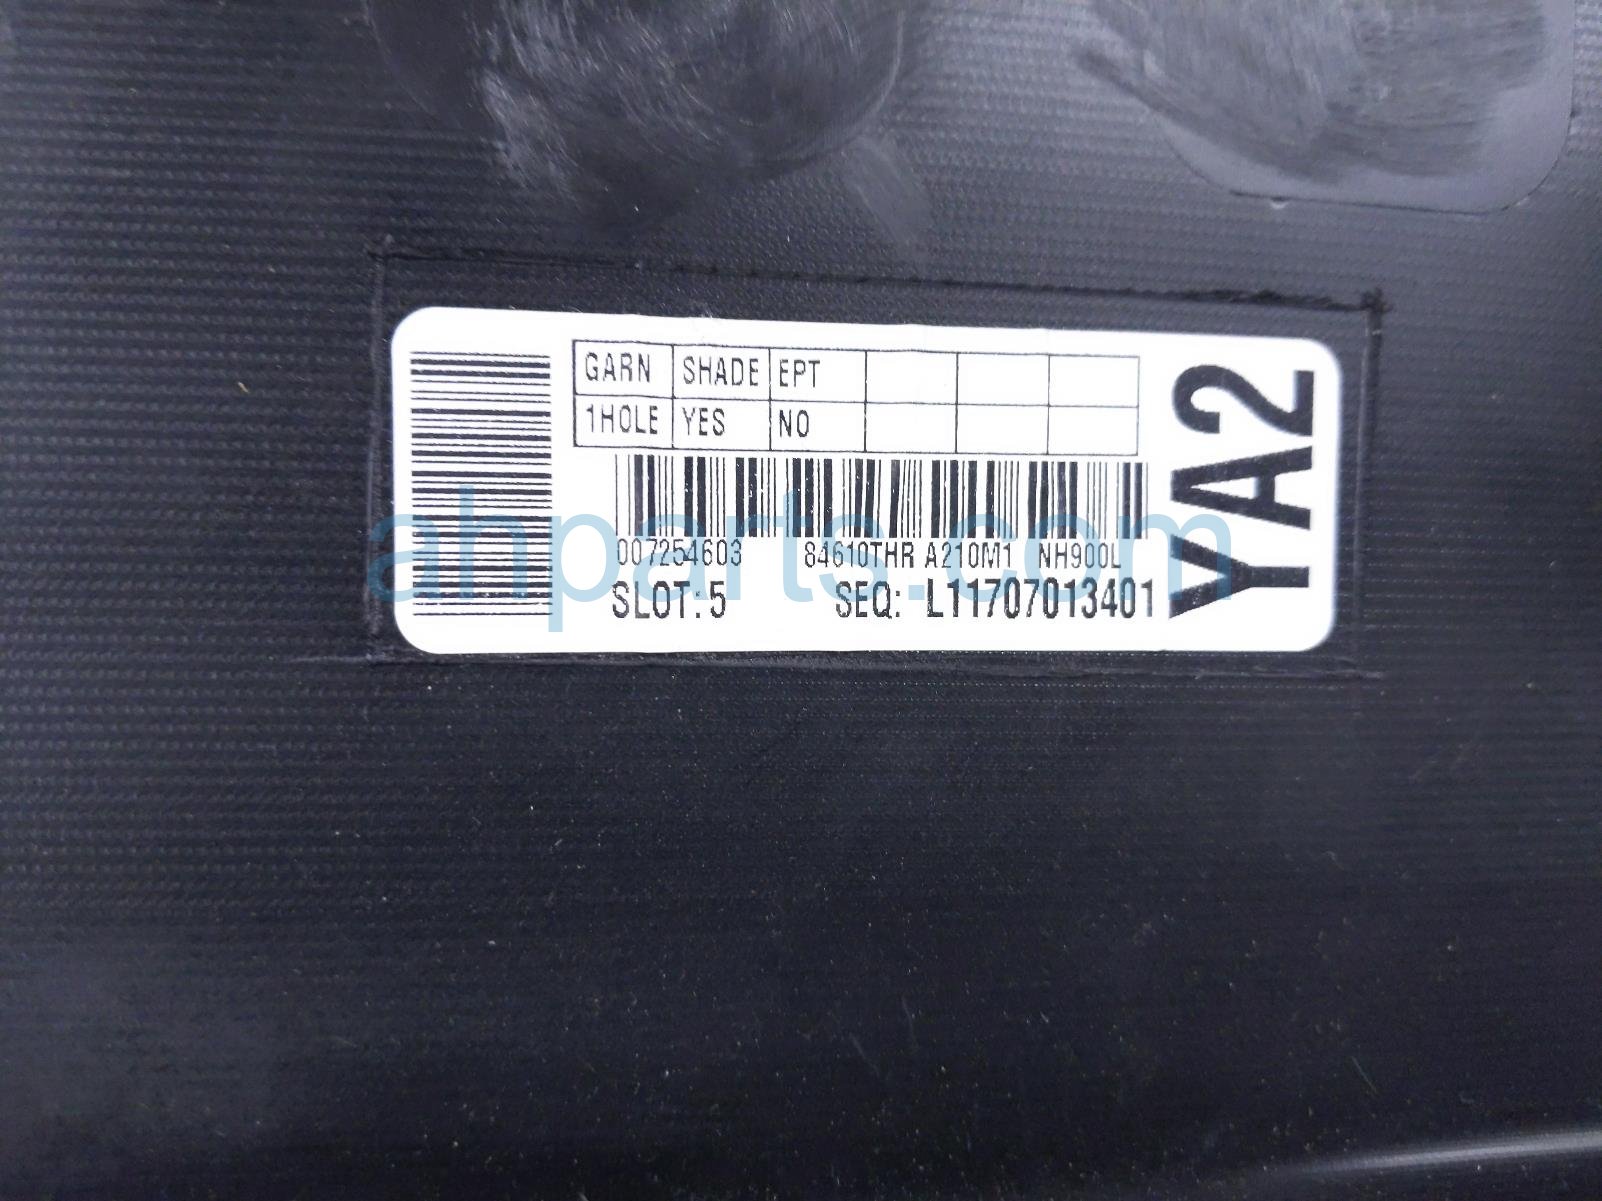 GARN SHADE EPT
1HOLE YES NO
007254603 84610THR A210M1 NH900L
SLOT: 5 SEQ: L11707013401
YA2
ahparts.com